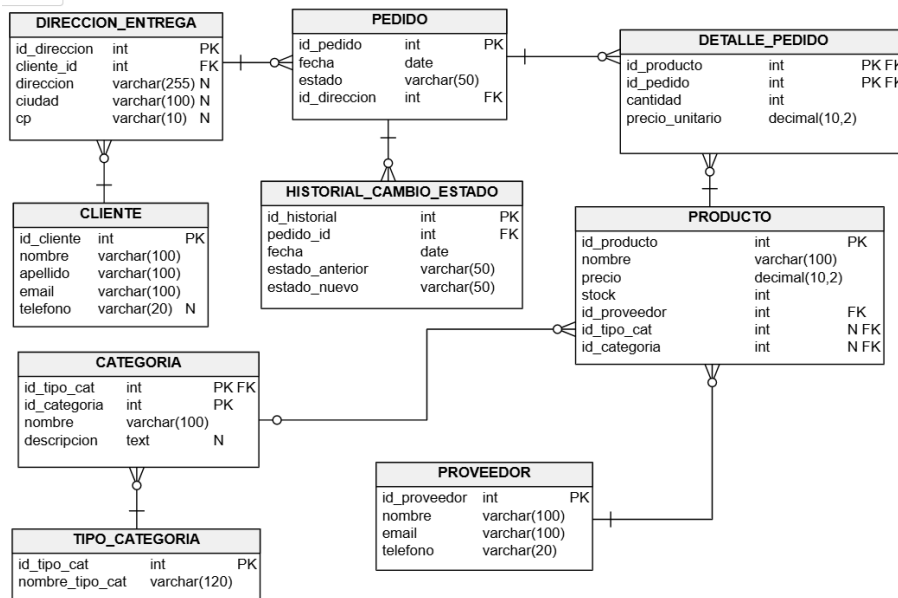 DIRECCION_ENTREGA
id_direccion int PK
cliente_id int FK
direccion varchar(255) N
ciudad varchar(100) N
cp varchar(10) N
PEDIDO
id_pedido int PK
fecha date
estado varchar(50)
id_direccion int FK
DETALLE_PEDIDO
id_producto int PK FK
id_pedido int PK FK
cantidad int
precio_unitario decimal(10,2)
CLIENTE
id_cliente int PK
nombre varchar(100)
apellido varchar(100)
email varchar(100)
telefono varchar(20) N
HISTORIAL_CAMBIO_ESTADO
id_historial int PK
pedido_id int FK
fecha date
estado_anterior varchar(50)
estado_nuevo varchar(50)
PRODUCTO
id_producto int PK
nombre varchar(100)
precio decimal(10,2)
stock int
id_proveedor int FK
id_tipo_cat int N FK
id_categoria int N FK
CATEGORIA
id_tipo_cat int PK FK
id_categoria int PK
nombre varchar(100)
descripcion text N
PROVEEDOR
id_proveedor int PK
nombre varchar(100)
email varchar(100)
telefono varchar(20)
TIPO_CATEGORIA
id_tipo_cat int PK
nombre_tipo_cat varchar(120)